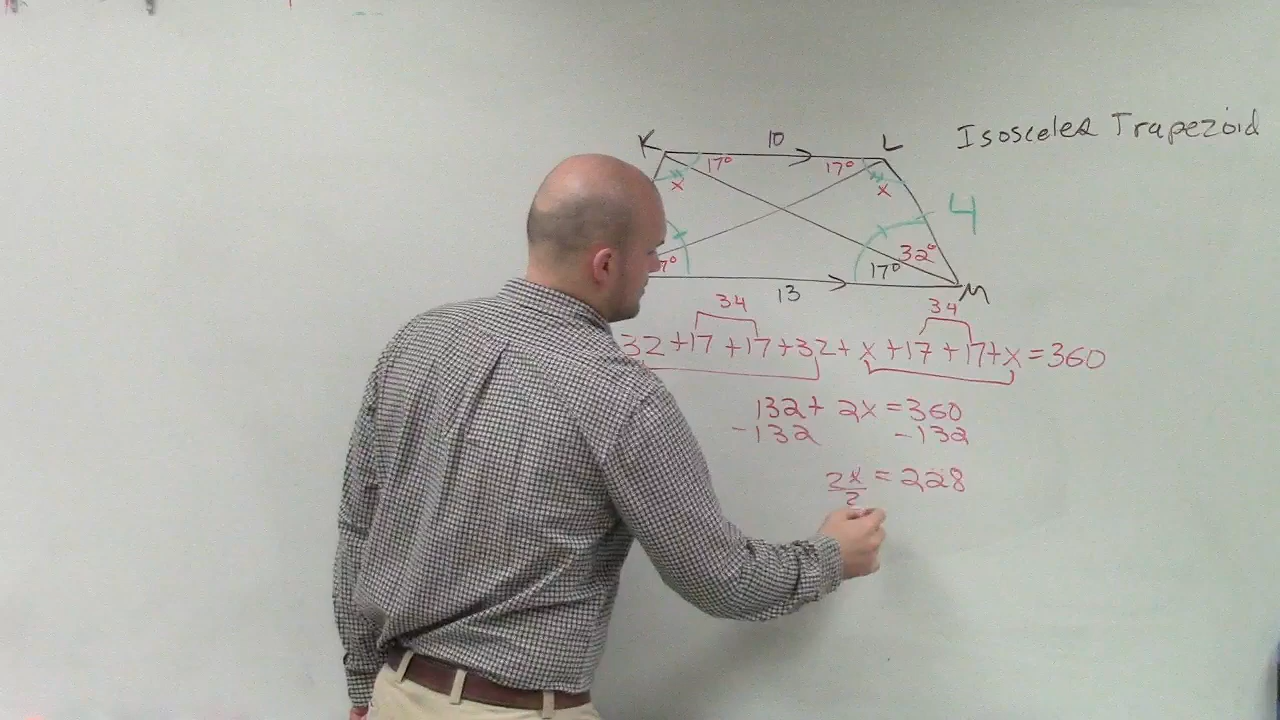 Isosceles Trapezoid
K 10 L
17° 17°
x x
4
32°
7° 17°
13 M
34 34
32 +17 +17 +32 + x +17 +17 + x = 360
132 + 2x = 360
-132 -132
2x = 228
2